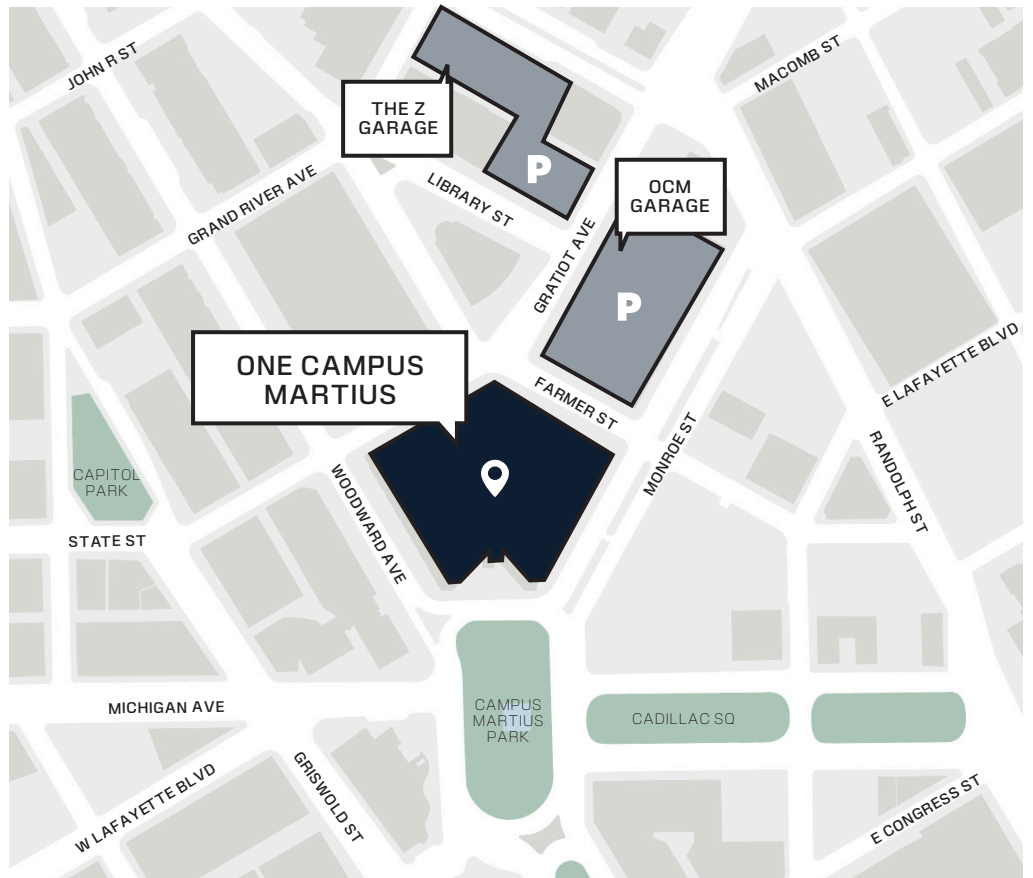 JOHN R ST
MACOMB ST
THE Z
GARAGE
P
LIBRARY ST
OCM
GARAGE
GRAND RIVER AVE
GRATIOT AVE
P
ONE CAMPUS
MARTIUS
FARMER ST
E LAFAYETTE BLVD
MONROE ST
RANDOLPH ST
CAPITOL
PARK
WOODWARD AVE
STATE ST
MICHIGAN AVE
CAMPUS
MARTIUS
PARK
CADILLAC SQ
W LAFAYETTE BLVD
GRISWOLD ST
E CONGRESS ST